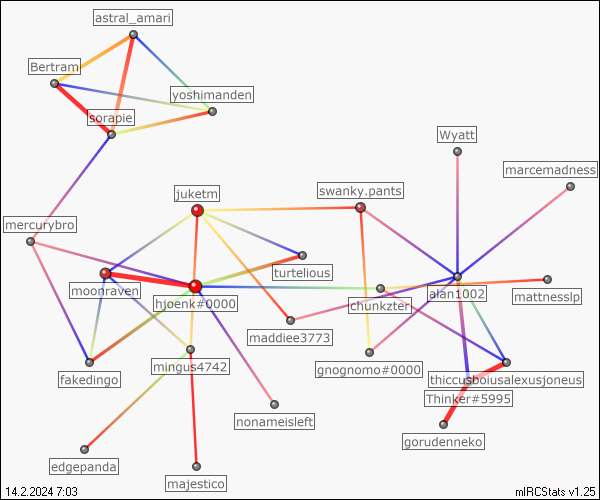 astral_amari
Bertram
yoshimanden
sorapie
Wyatt
marcemadness
juketm
swanky.pants
mercurybro
moonraven
turtelious
hjoenk#0000
chunkzter
alan1002
mattnesslp
maddiee3773
mingus4742
gnognomo#0000
fakedingo
thiccusboiusalexusjoneus
Thinker#5995
nonameisleft
gorudenneko
edgepanda
majestico
14.2.2024 7:03
mIRCStats v1.25